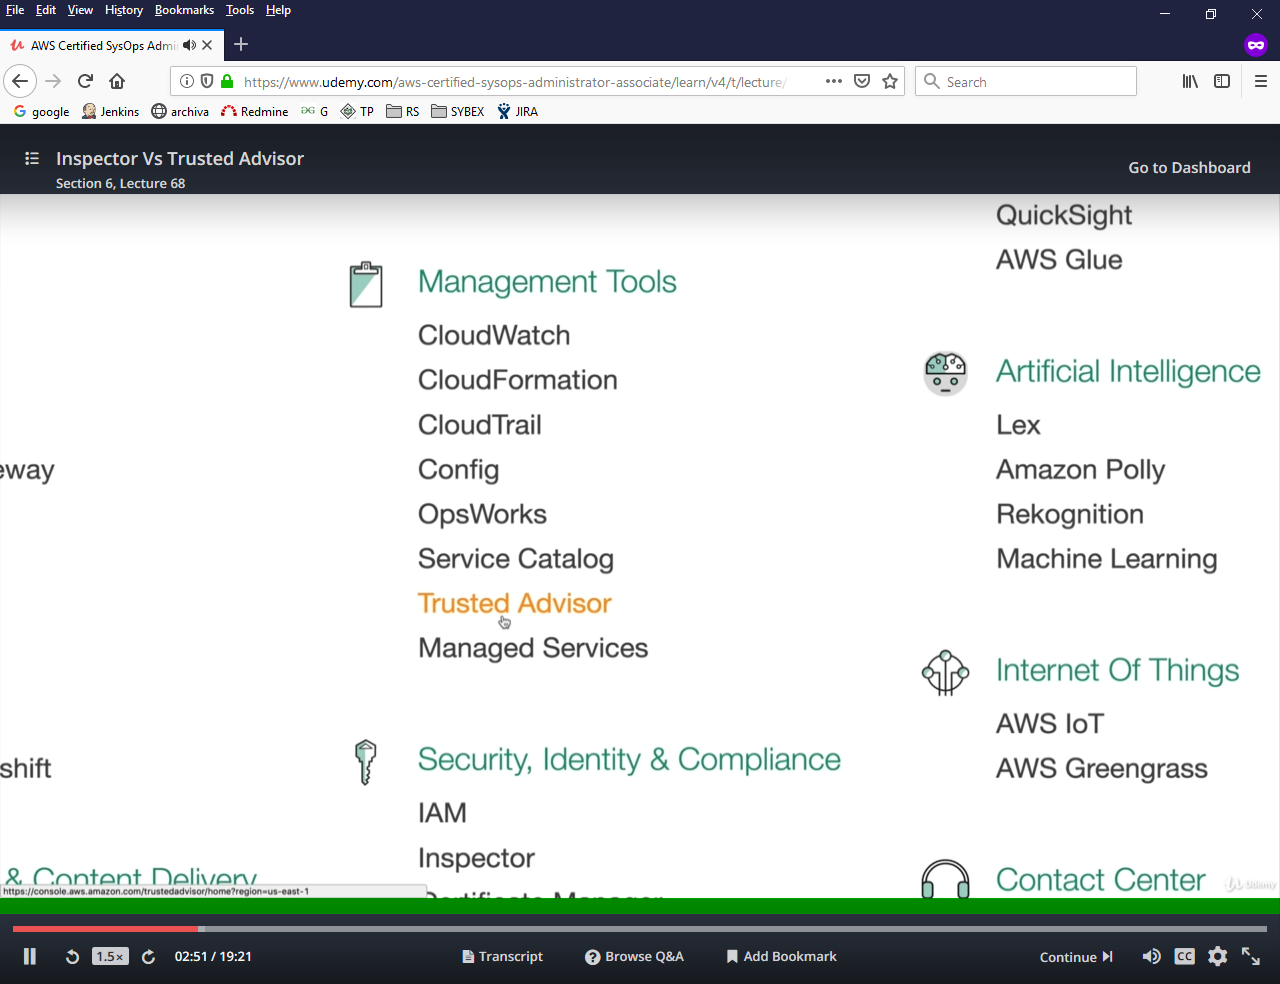 File Edit View History Bookmarks Tools Help
AWS Certified SysOps Admi
https://www.udemy.com/aws-certified-sysops-administrator-associate/learn/v4/t/lecture/
Search
google Jenkins archiva Redmine G TP RS SYBEX JIRA
Inspector Vs Trusted Advisor
Section 6, Lecture 68
Go to Dashboard
eway
shift
& Content Delivery
Management Tools
CloudWatch
CloudFormation
CloudTrail
Config
OpsWorks
Service Catalog
Trusted Advisor
Managed Services
Security, Identity & Compliance
IAM
Inspector
Certificate Manager
QuickSight
AWS Glue
Artificial Intelligence
Lex
Amazon Polly
Rekognition
Machine Learning
Internet Of Things
AWS IoT
AWS Greengrass
Contact Center
Udemy
https://console.aws.amazon.com/trustedadvisor/home?region=us-east-1
1.5x 02:51 / 19:21 Transcript Browse Q&A Add Bookmark Continue CC